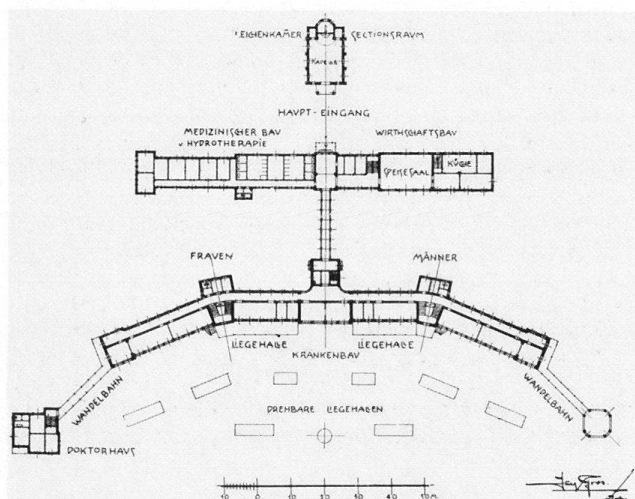 LEICHENKAMER SECTIONSRAUM
KAPELLE
HAUPT-EINGANG
MEDIZINISCHER BAU
U HYDROTHERAPIE
WIRTHSCHAFTSBAU
SPEISESAAL
KÜCHE
FRAUEN
MÄNNER
LIEGEHALLE
LIEGEHALLE
KRANKENBAU
WANDELBAHN
WANDELBAHN
DREHBARE LIEGEHALLEN
DOKTORHAUS
10 0 10 20 30 40 50 M